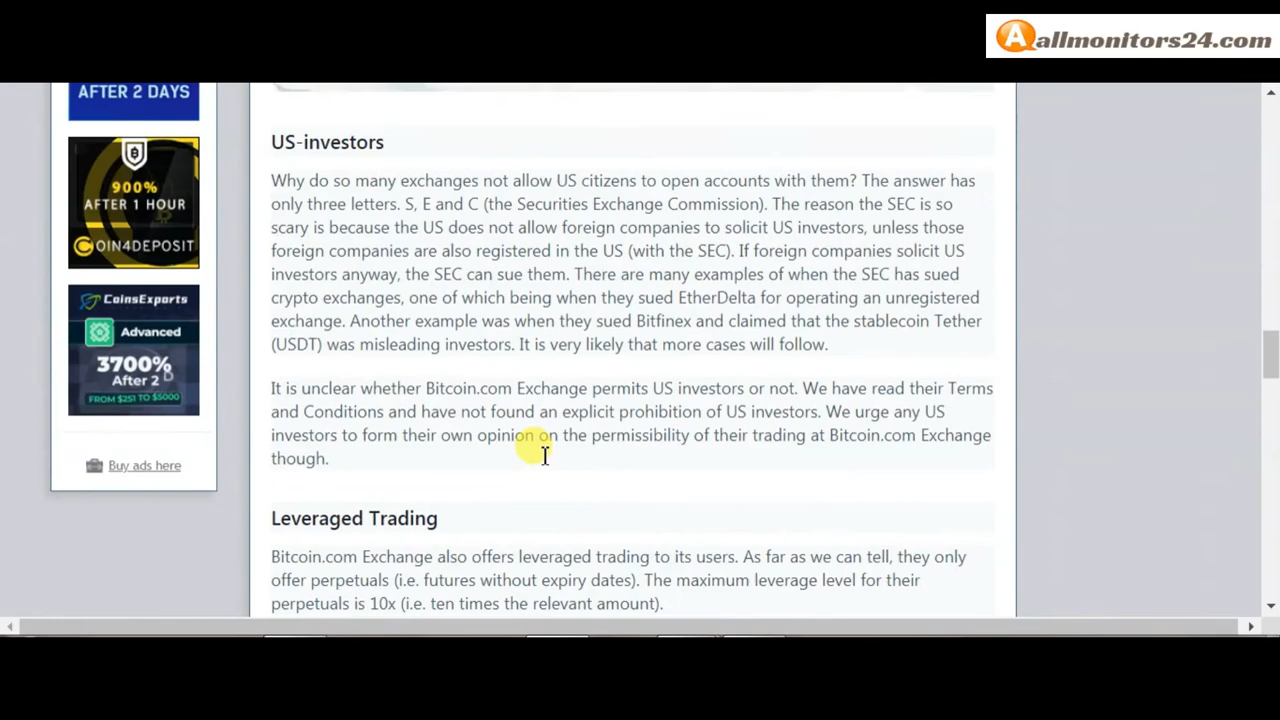 allmonitors24.com
AFTER 2 DAYS
900%
AFTER 1 HOUR
COIN4DEPOSIT
CoinsExports
Advanced
3700%
After 2
FROM $251 TO $5000
Buy ads here
US-investors
Why do so many exchanges not allow US citizens to open accounts with them? The answer has
only three letters. S, E and C (the Securities Exchange Commission). The reason the SEC is so
scary is because the US does not allow foreign companies to solicit US investors, unless those
foreign companies are also registered in the US (with the SEC). If foreign companies solicit US
investors anyway, the SEC can sue them. There are many examples of when the SEC has sued
crypto exchanges, one of which being when they sued EtherDelta for operating an unregistered
exchange. Another example was when they sued Bitfinex and claimed that the stablecoin Tether
(USDT) was misleading investors. It is very likely that more cases will follow.
It is unclear whether Bitcoin.com Exchange permits US investors or not. We have read their Terms
and Conditions and have not found an explicit prohibition of US investors. We urge any US
investors to form their own opinion on the permissibility of their trading at Bitcoin.com Exchange
though.
Leveraged Trading
Bitcoin.com Exchange also offers leveraged trading to its users. As far as we can tell, they only
offer perpetuals (i.e. futures without expiry dates). The maximum leverage level for their
perpetuals is 10x (i.e. ten times the relevant amount).